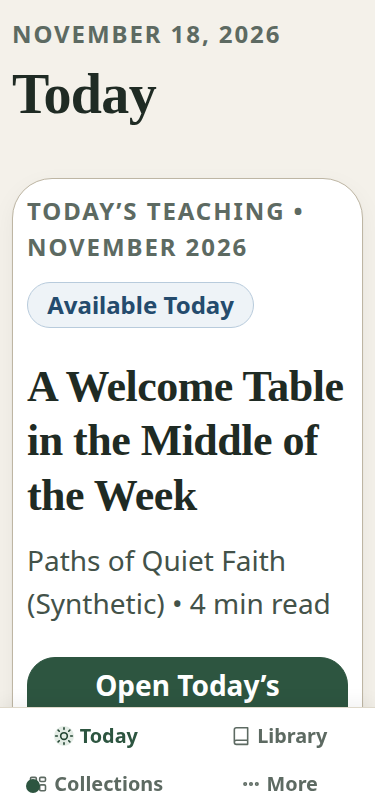 NOVEMBER 18, 2026
Today
TODAY’S TEACHING •
NOVEMBER 2026
Available Today
A Welcome Table
in the Middle of
the Week
Paths of Quiet Faith
(Synthetic) • 4 min read
Open Today’s
Today
Library
Collections
More